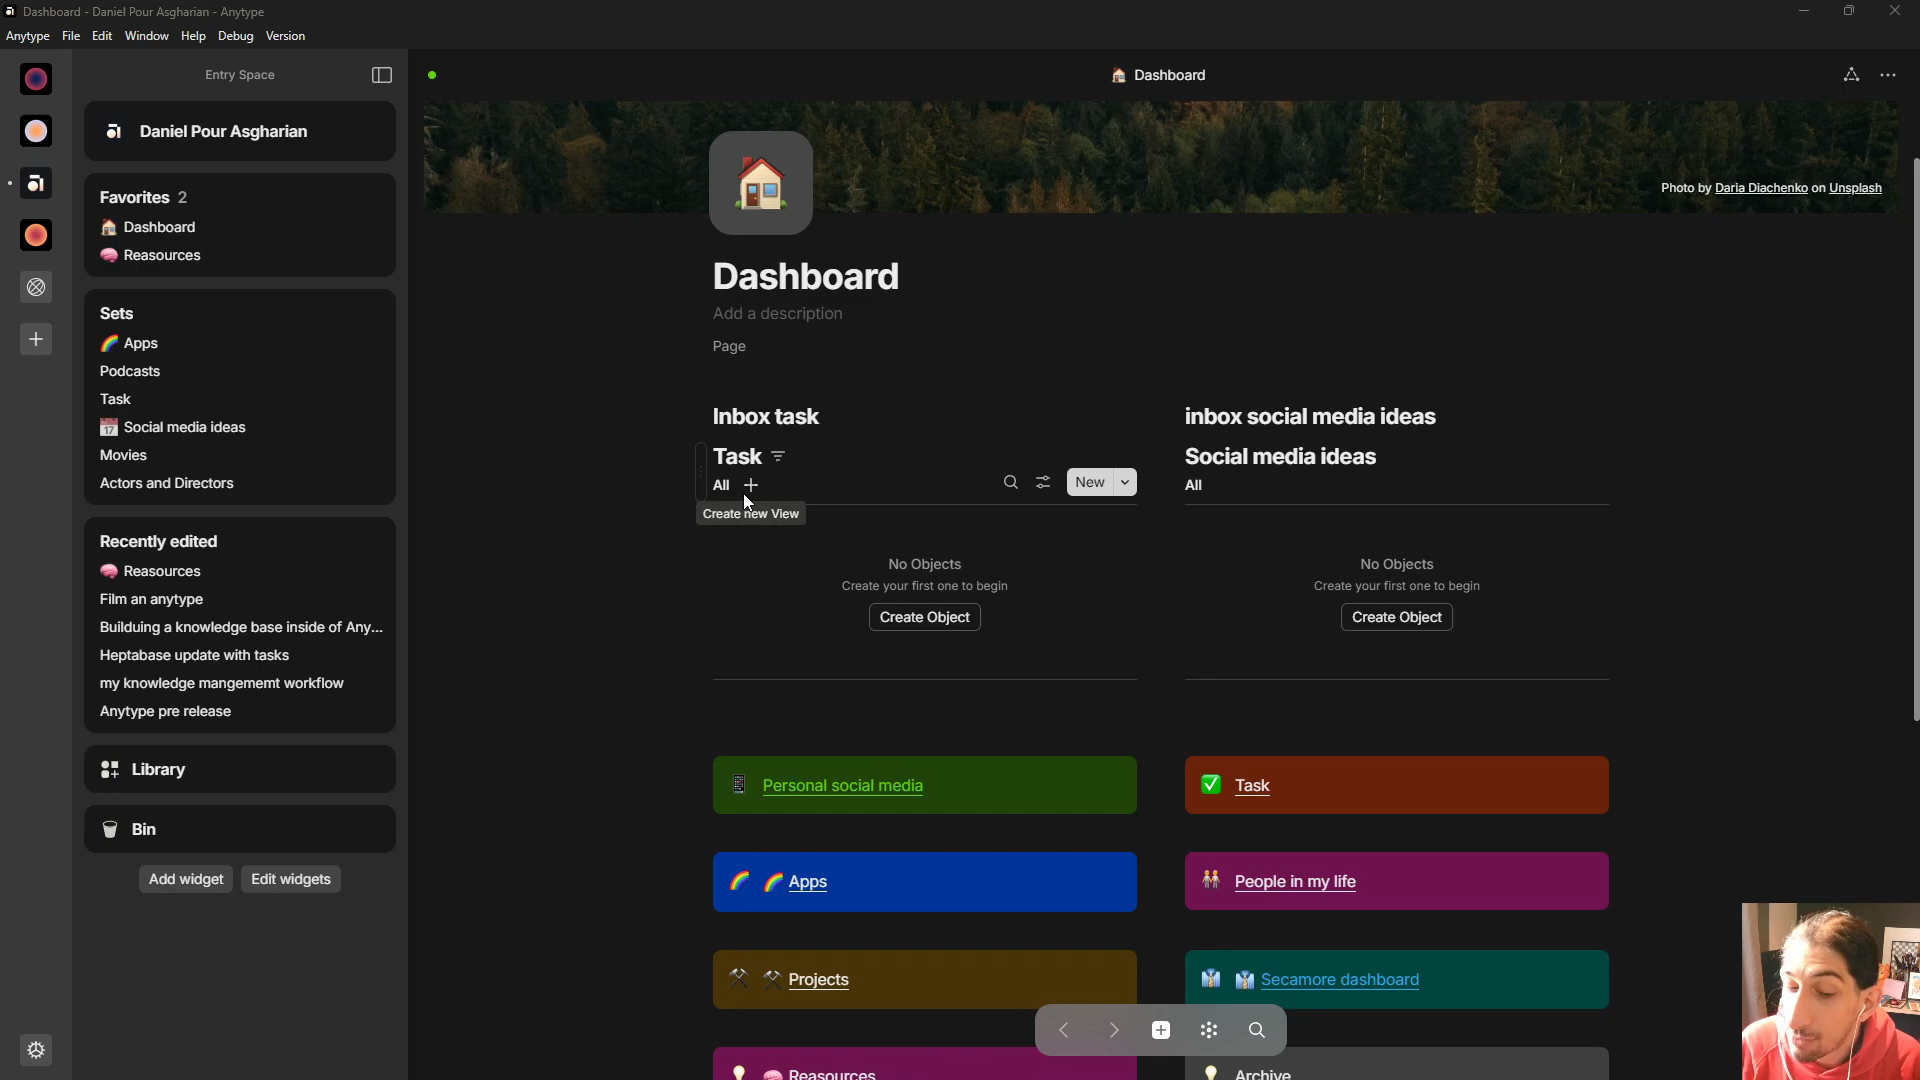 Dashboard - Daniel Pour Asgharian - Anytype
Anytype File Edit Window Help Debug Version
Entry Space
Daniel Pour Asgharian
Favorites 2
Dashboard
Reasources
Sets
Apps
Podcasts
Task
Social media ideas
Movies
Actors and Directors
Recently edited
Reasources
Film an anytype
Builduing a knowledge base inside of Any...
Heptabase update with tasks
my knowledge mangememt workflow
Anytype pre release
Library
Bin
Add widget Edit widgets
Dashboard
Photo by Daria Diachenko on Unsplash
Dashboard
Add a description
Page
Inbox task
Task
All
New
Create new View
No Objects
Create your first one to begin
Create Object
inbox social media ideas
Social media ideas
All
No Objects
Create your first one to begin
Create Object
Personal social media
Task
Apps
People in my life
Projects
Secamore dashboard
Reasources
Archive